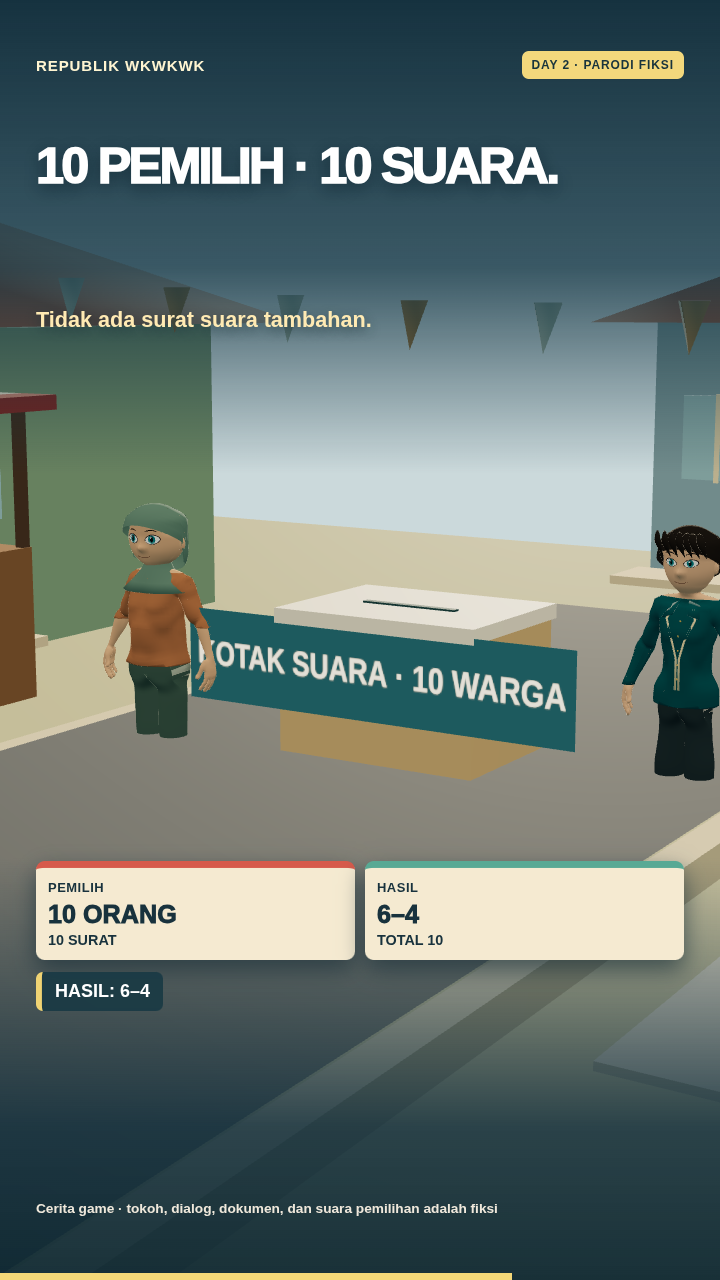 REPUBLIK WKWKWK
DAY 2 · PARODI FIKSI
10 PEMILIH · 10 SUARA.
Tidak ada surat suara tambahan.
KOTAK SUARA · 10 WARGA
PEMILIH
10 ORANG
10 SURAT
HASIL
6–4
TOTAL 10
HASIL: 6–4
Cerita game · tokoh, dialog, dokumen, dan suara pemilihan adalah fiksi